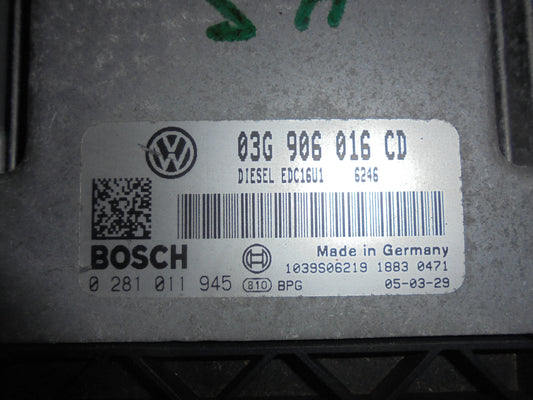 03G 906 016 CD
DIESEL EDC16U1 6246
BOSCH
Made in Germany
1039S06219 1883 0471
0 281 011 945 810 BPG
05-03-29